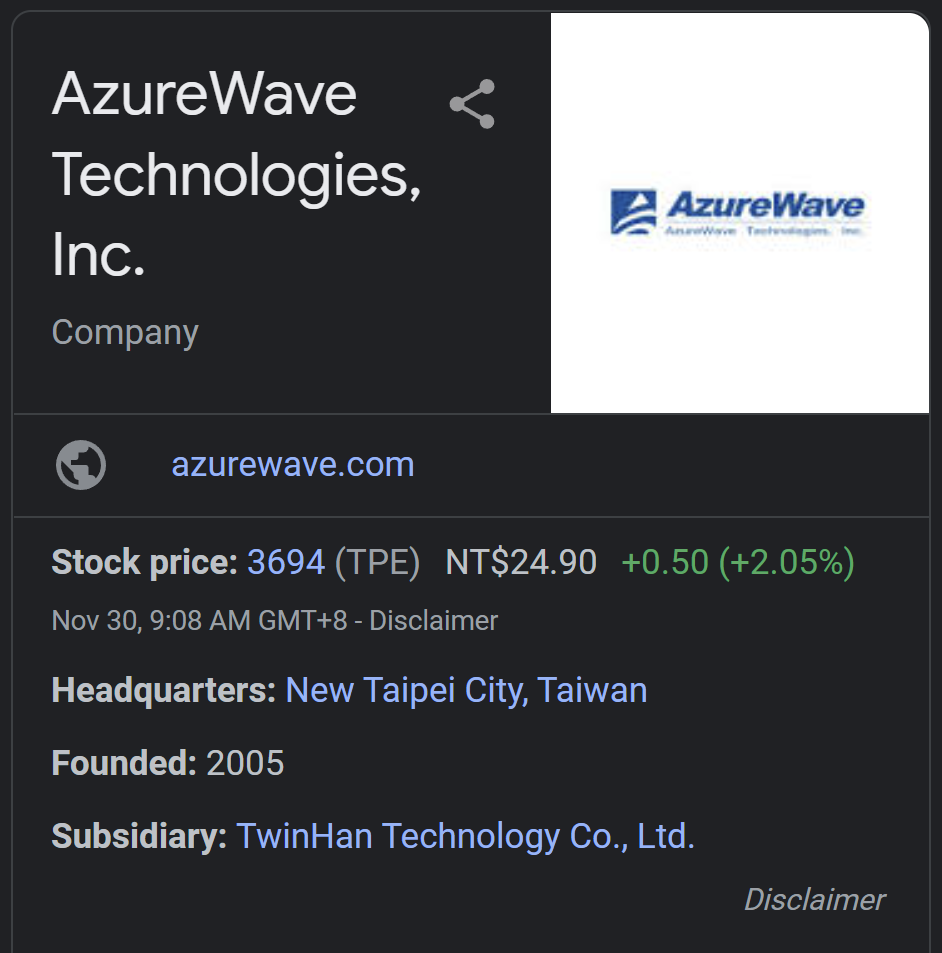 AzureWave
Technologies,
Inc.
Company
AzureWave
AzureWave Technologies, Inc.
azurewave.com
Stock price: 3694 (TPE) NT$24.90 +0.50 (+2.05%)
Nov 30, 9:08 AM GMT+8 - Disclaimer
Headquarters: New Taipei City, Taiwan
Founded: 2005
Subsidiary: TwinHan Technology Co., Ltd.
Disclaimer